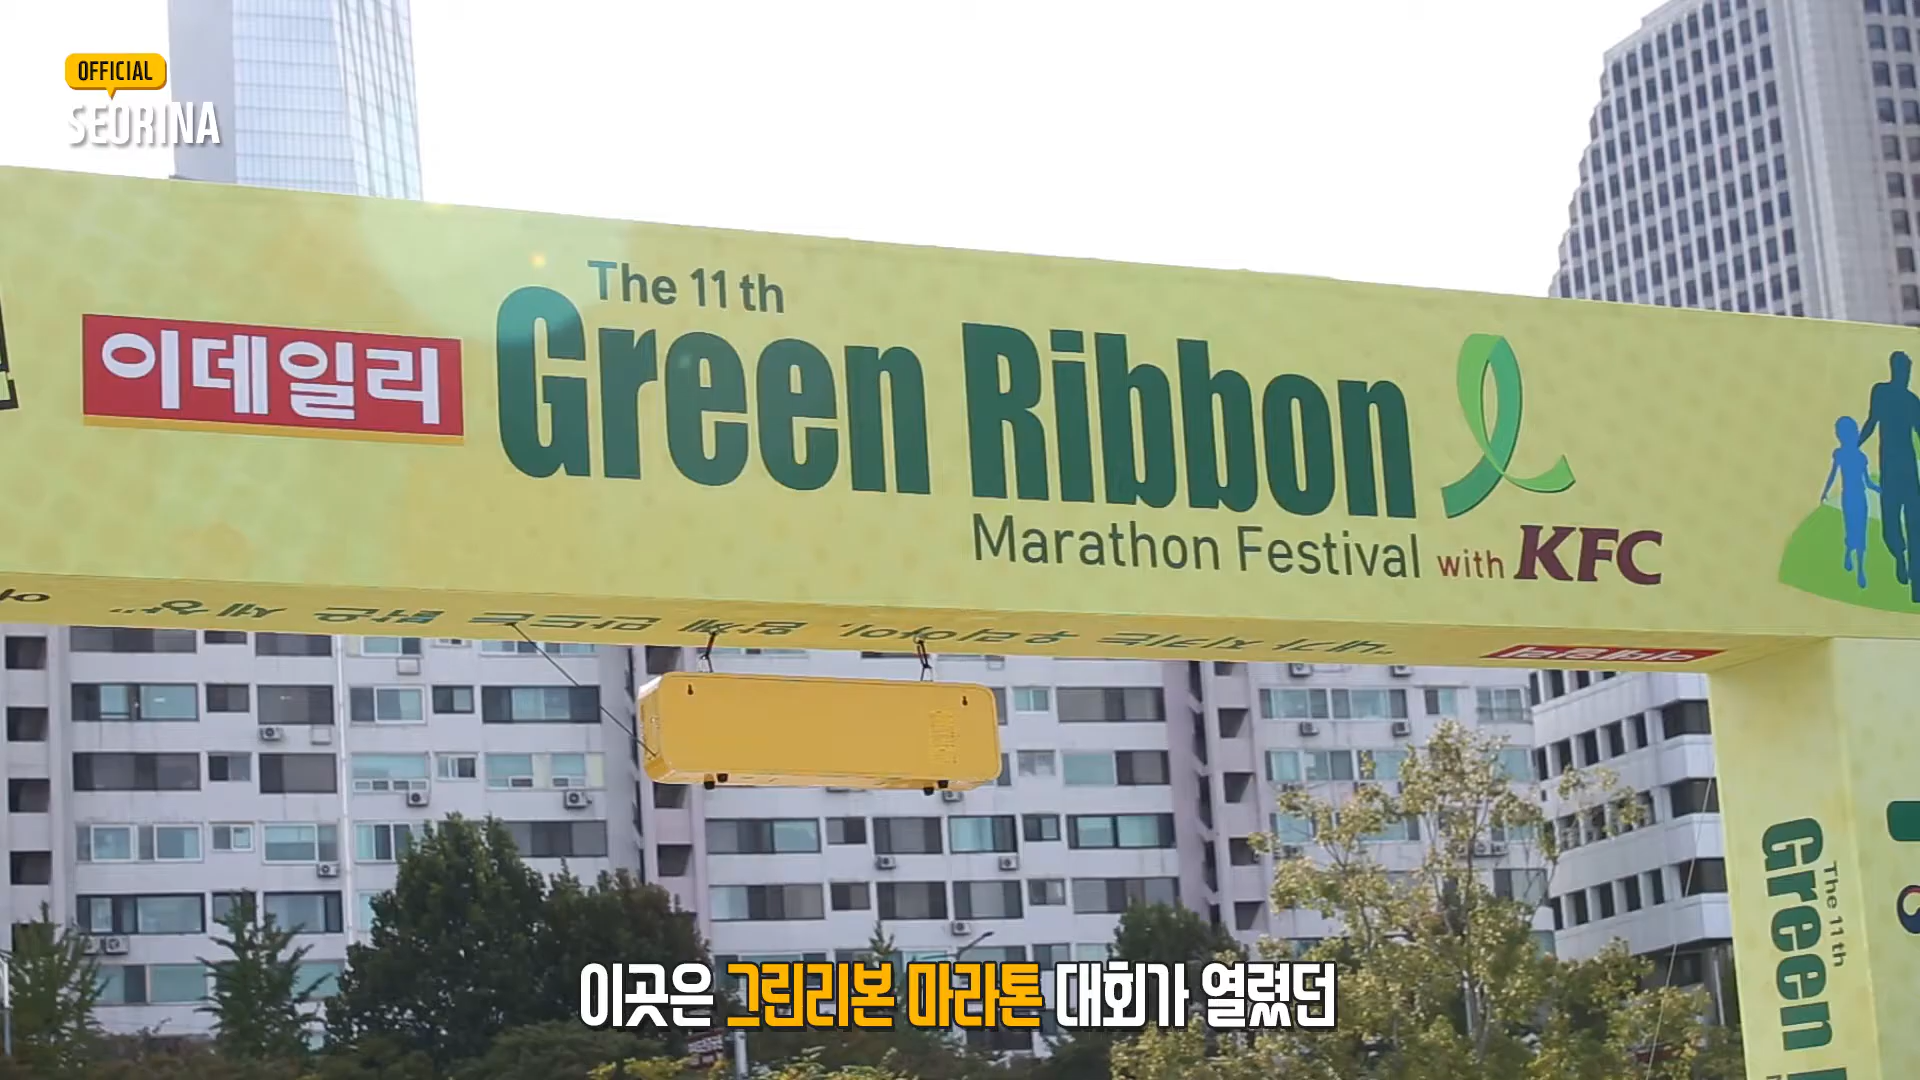 OFFICIAL
SEORINA
이데일리
The 11th
Green Ribbon
Marathon Festival with KFC
The 11th
Green
이곳은 그린리본 마라톤 대회가 열렸던